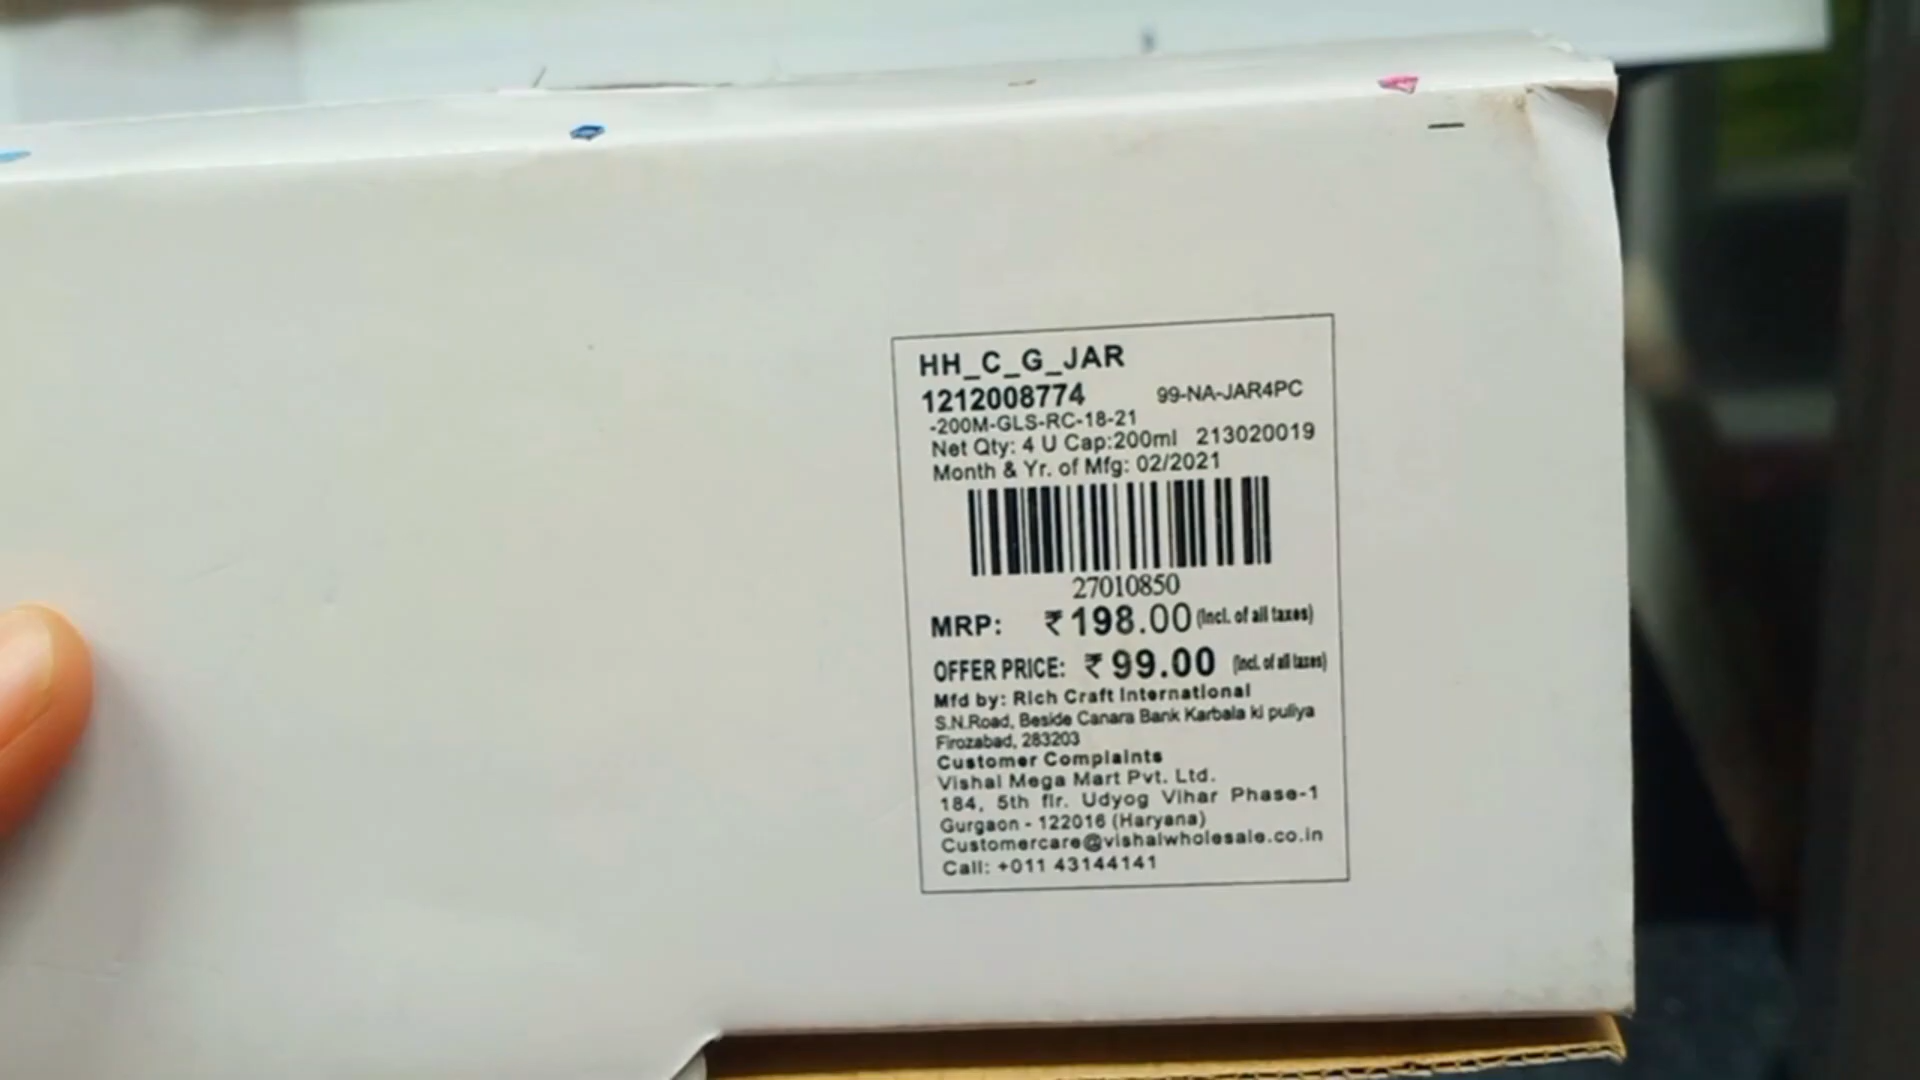 HH_C_G_JAR
1212008774 99-NA-JAR4PC
-200M-GLS-RC-18-21
Net Qty: 4 U Cap:200ml 213020019
Month & Yr. of Mfg: 02/2021
27010850
MRP: ₹ 198.00 (Incl. of all taxes)
OFFER PRICE: ₹ 99.00 (Incl. of all taxes)
Mfd by: Rich Craft International
S.N.Road, Beside Canara Bank Karbala ki puliya
Firozabad, 283203
Customer Complaints
Vishal Mega Mart Pvt. Ltd.
184, 5th flr. Udyog Vihar Phase-1
Gurgaon - 122016 (Haryana)
Customercare@vishalwholesale.co.in
Call: +011 43144141